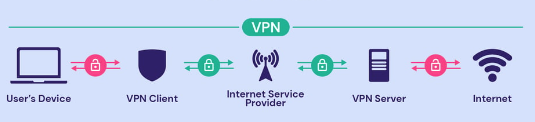 VPN
User's Device
VPN Client
Internet Service
Provider
VPN Server
Internet